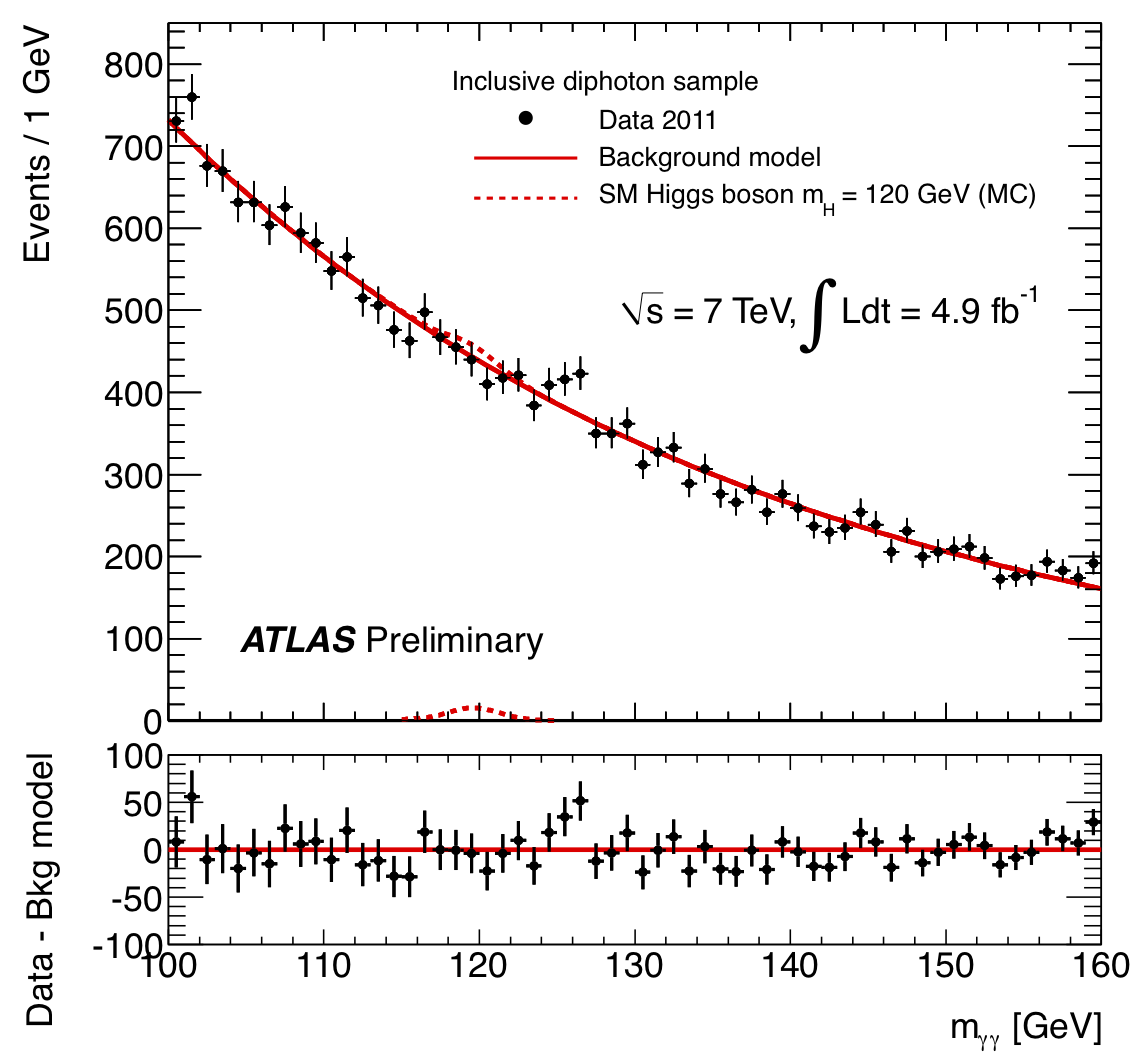 Events / 1 GeV
800
700
600
500
400
300
200
100
0
Inclusive diphoton sample
Data 2011
Background model
SM Higgs boson m_H = 120 GeV (MC)
√s = 7 TeV, ∫ Ldt = 4.9 fb⁻¹
ATLAS Preliminary
Data - Bkg model
100
50
0
-50
-100
100 110 120 130 140 150 160
m_γγ [GeV]